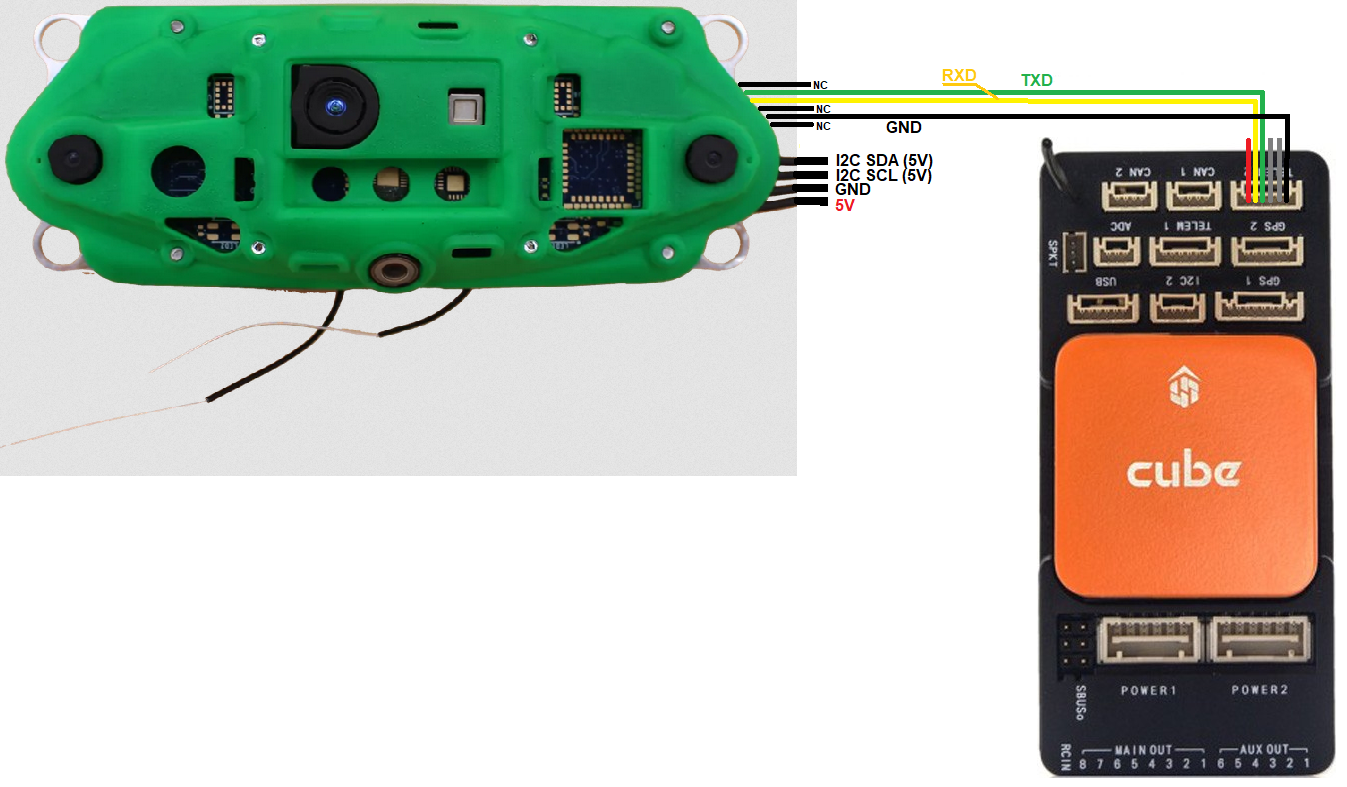 NC
RXD
TXD
NC
NC
GND
I2C SDA (5V)
I2C SCL (5V)
GND
5V
CAN 2
CAN 1
ADC
TELEM 1
GPS 2
SPKT
USB
I2C 2
GPS 1
cube
POWER1
POWER2
SBUSo
RCIN
MAIN OUT
AUX OUT
8 7 6 5 4 3 2 1
6 5 4 3 2 1